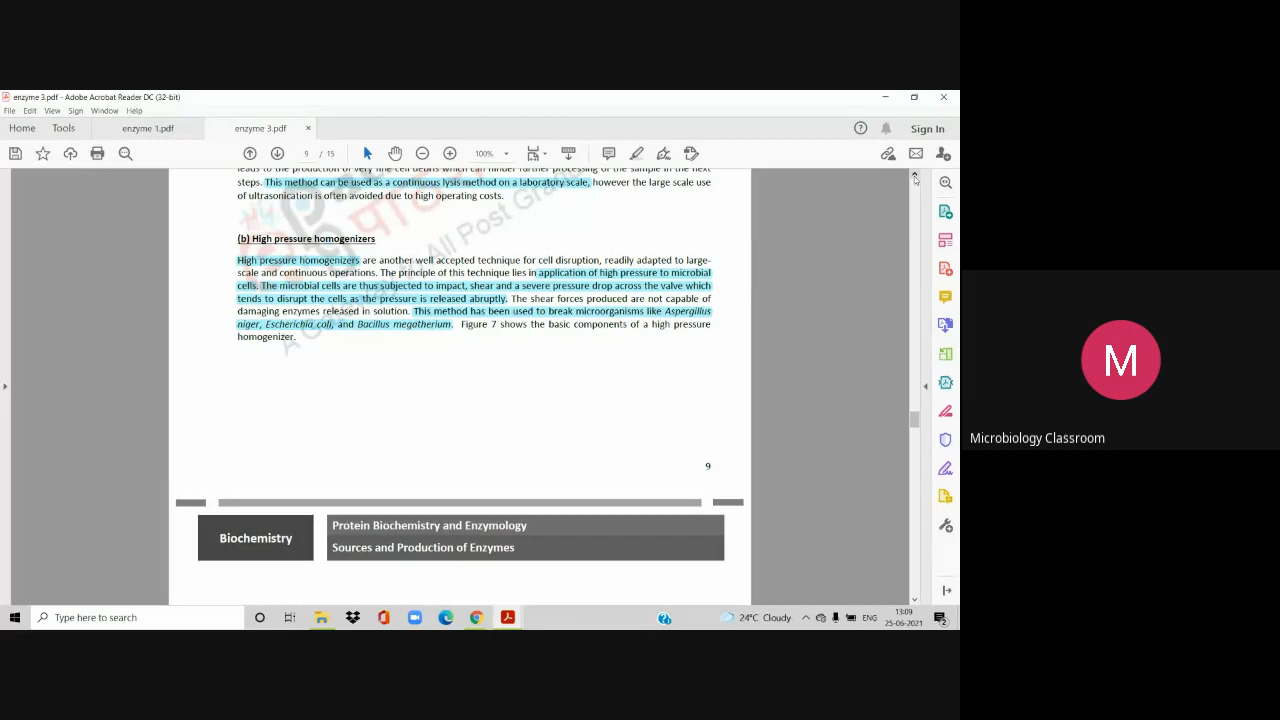 enzyme 3.pdf - Adobe Acrobat Reader DC (32-bit)
File Edit View Sign Window Help
Home Tools enzyme 1.pdf enzyme 3.pdf × Sign In
9 / 15 100%
leads to the production of very fine cell debris which can hinder further processing of the sample in the next
steps. This method can be used as a continuous lysis method on a laboratory scale, however the large scale use
of ultrasonication is often avoided due to high operating costs.
(b) High pressure homogenizers
High pressure homogenizers are another well accepted technique for cell disruption, readily adapted to large-
scale and continuous operations. The principle of this technique lies in application of high pressure to microbial
cells. The microbial cells are thus subjected to impact, shear and a severe pressure drop across the valve which
tends to disrupt the cells as the pressure is released abruptly. The shear forces produced are not capable of
damaging enzymes released in solution. This method has been used to break microorganisms like Aspergillus
niger, Escherichia coli, and Bacillus megatherium. Figure 7 shows the basic components of a high pressure
homogenizer.
9
Biochemistry
Protein Biochemistry and Enzymology
Sources and Production of Enzymes
M
Microbiology Classroom
Type here to search
24°C Cloudy
ENG
13:09
25-06-2021
2